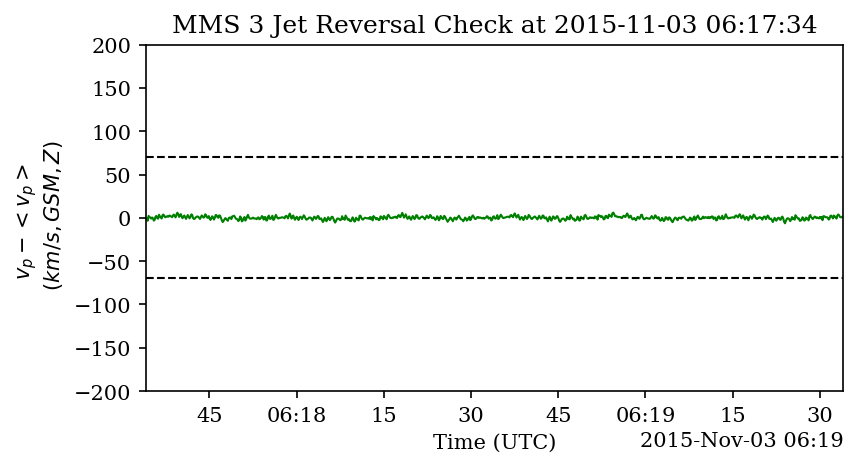 MMS 3 Jet Reversal Check at 2015-11-03 06:17:34
v_p − < v_p >
(km/s, GSM, Z)
200
150
100
50
0
−50
−100
−150
−200
45 06:18 15 30 45 06:19 15 30
Time (UTC)
2015-Nov-03 06:19